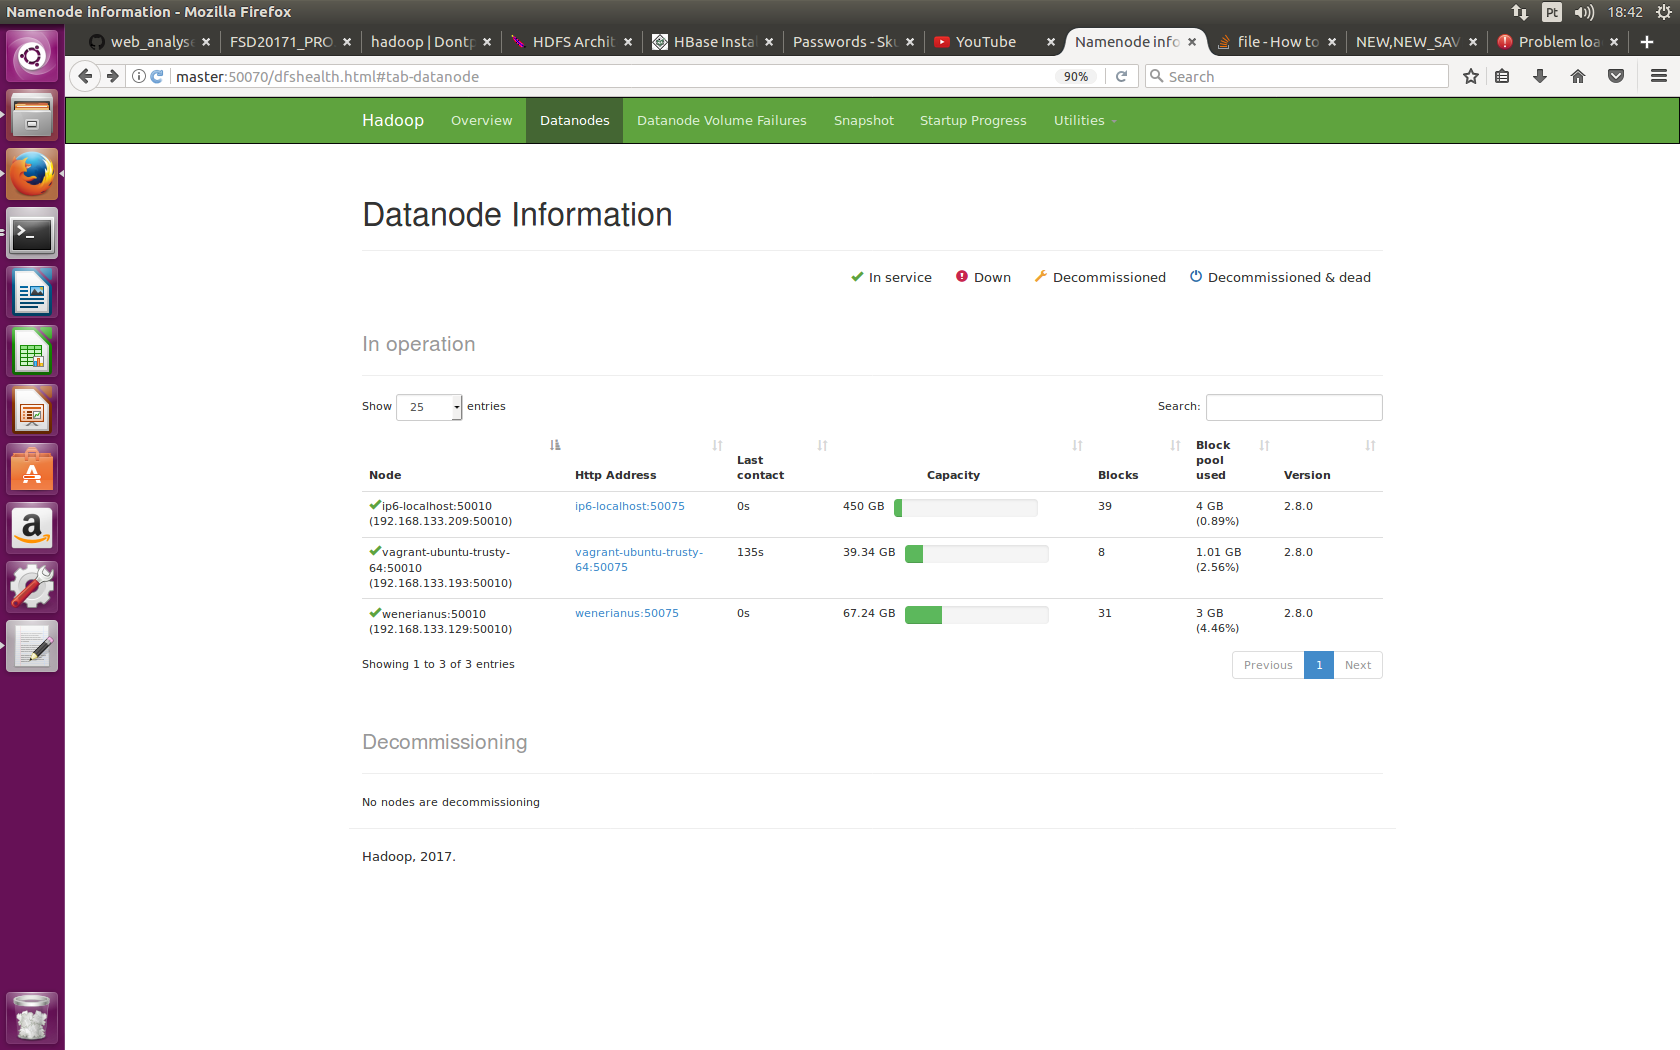 Namenode information - Mozilla Firefox
Pt 18:42
web_analyse FSD20171_PRO hadoop | Dontp HDFS Archit HBase Insta Passwords - Sku YouTube Namenode info file - How to NEW,NEW_SAV Problem loa
master:50070/dfshealth.html#tab-datanode 90% Search
Hadoop Overview Datanodes Datanode Volume Failures Snapshot Startup Progress Utilities
Datanode Information
In service Down Decommissioned Decommissioned & dead
In operation
Show 25 entries Search:
Node Http Address Last contact Capacity Blocks Block pool used Version
ip6-localhost:50010 ip6-localhost:50075 0s 450 GB 39 4 GB 2.8.0
(192.168.133.209:50010) (0.89%)
vagrant-ubuntu-trusty- vagrant-ubuntu-trusty- 135s 39.34 GB 8 1.01 GB 2.8.0
64:50010 64:50075 (2.56%)
(192.168.133.193:50010)
wenerianus:50010 wenerianus:50075 0s 67.24 GB 31 3 GB 2.8.0
(192.168.133.129:50010) (4.46%)
Showing 1 to 3 of 3 entries Previous 1 Next
Decommissioning
No nodes are decommissioning
Hadoop, 2017.